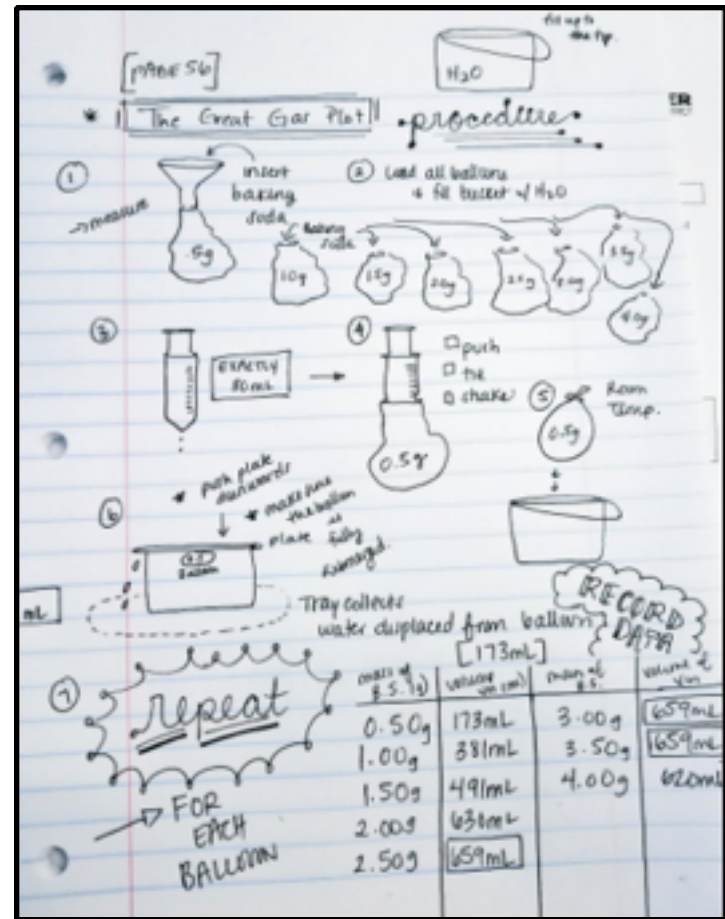 fill up to
the top.
[PAGE 56]
H₂O
* The Great Gas Plot
• procedure •
①
insert
baking
soda
→ measure
.5g
② Load all balloons
+ fill bucket w/ H₂O
Baking
soda
1.0g
1.5g
2.0g
2.5g
3.0g
3.5g
4.0g
③
EXACTLY
80mL
④
0.5g
□ push
□ tie
□ shake
⑤
Room
Temp.
0.5g
⑥
* push plate
downwards
* make sure
the balloon
plate is
fully
submerged.
Balloon
mL
Tray collects
water displaced from balloon
[173mL]
RECORD
DATA
⑦ repeat
→ FOR
EACH
BALLOON
mass of B.S. (g) volume mass of B.S. volume of
0.50g 173mL 3.00g 659mL
1.00g 381mL 3.50g 659mL
1.50g 491mL 4.00g 620mL
2.00g 630mL
2.50g 659mL